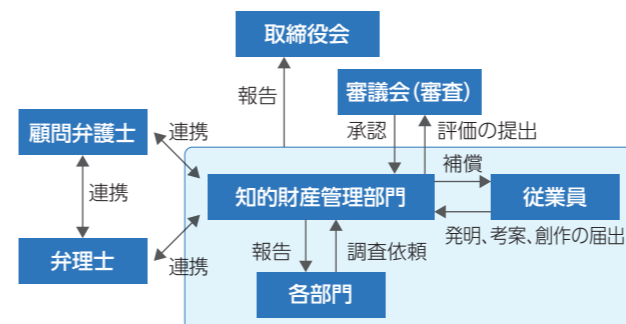 取締役会
報告
審議会（審査）
顧問弁護士
連携
承認
評価の提出
連携
知的財産管理部門
補償
従業員
発明、考案、創作の届出
弁理士
連携
報告
調査依頼
各部門